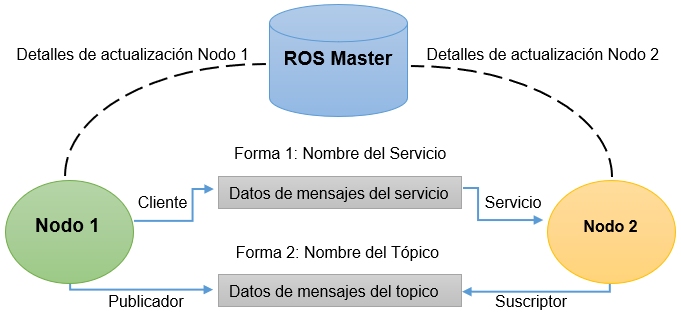 Detalles de actualización Nodo 1
ROS Master
Detalles de actualización Nodo 2
Forma 1: Nombre del Servicio
Cliente
Datos de mensajes del servicio
Servicio
Nodo 1
Nodo 2
Forma 2: Nombre del Tópico
Publicador
Datos de mensajes del topico
Suscriptor